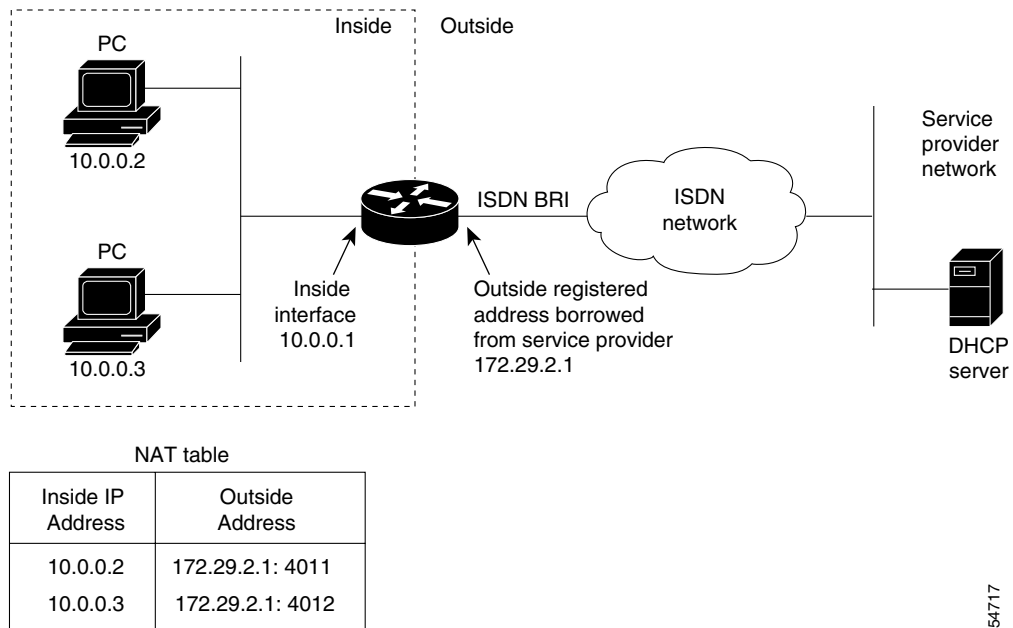 Inside
Outside
PC
10.0.0.2
PC
10.0.0.3
Inside
interface
10.0.0.1
ISDN BRI
Outside registered
address borrowed
from service provider
172.29.2.1
ISDN
network
Service
provider
network
DHCP
server
NAT table
Inside IP
Address
Outside
Address
10.0.0.2
172.29.2.1: 4011
10.0.0.3
172.29.2.1: 4012
54717